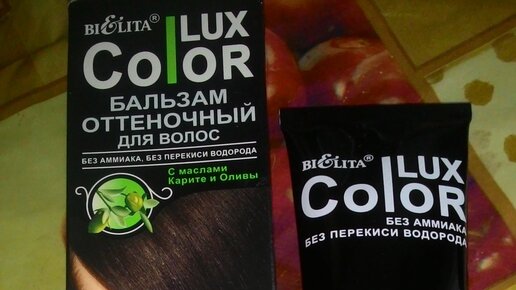 BIELITA®
LUX
Color
БАЛЬЗАМ
ОТТЕНОЧНЫЙ
ДЛЯ ВОЛОС
БЕЗ АММИАКА, БЕЗ ПЕРЕКИСИ ВОДОРОДА
С маслами
Карите и Оливы
BIELITA®
LUX
Color
БЕЗ АММИАКА
БЕЗ ПЕРЕКИСИ ВОДОРОДА